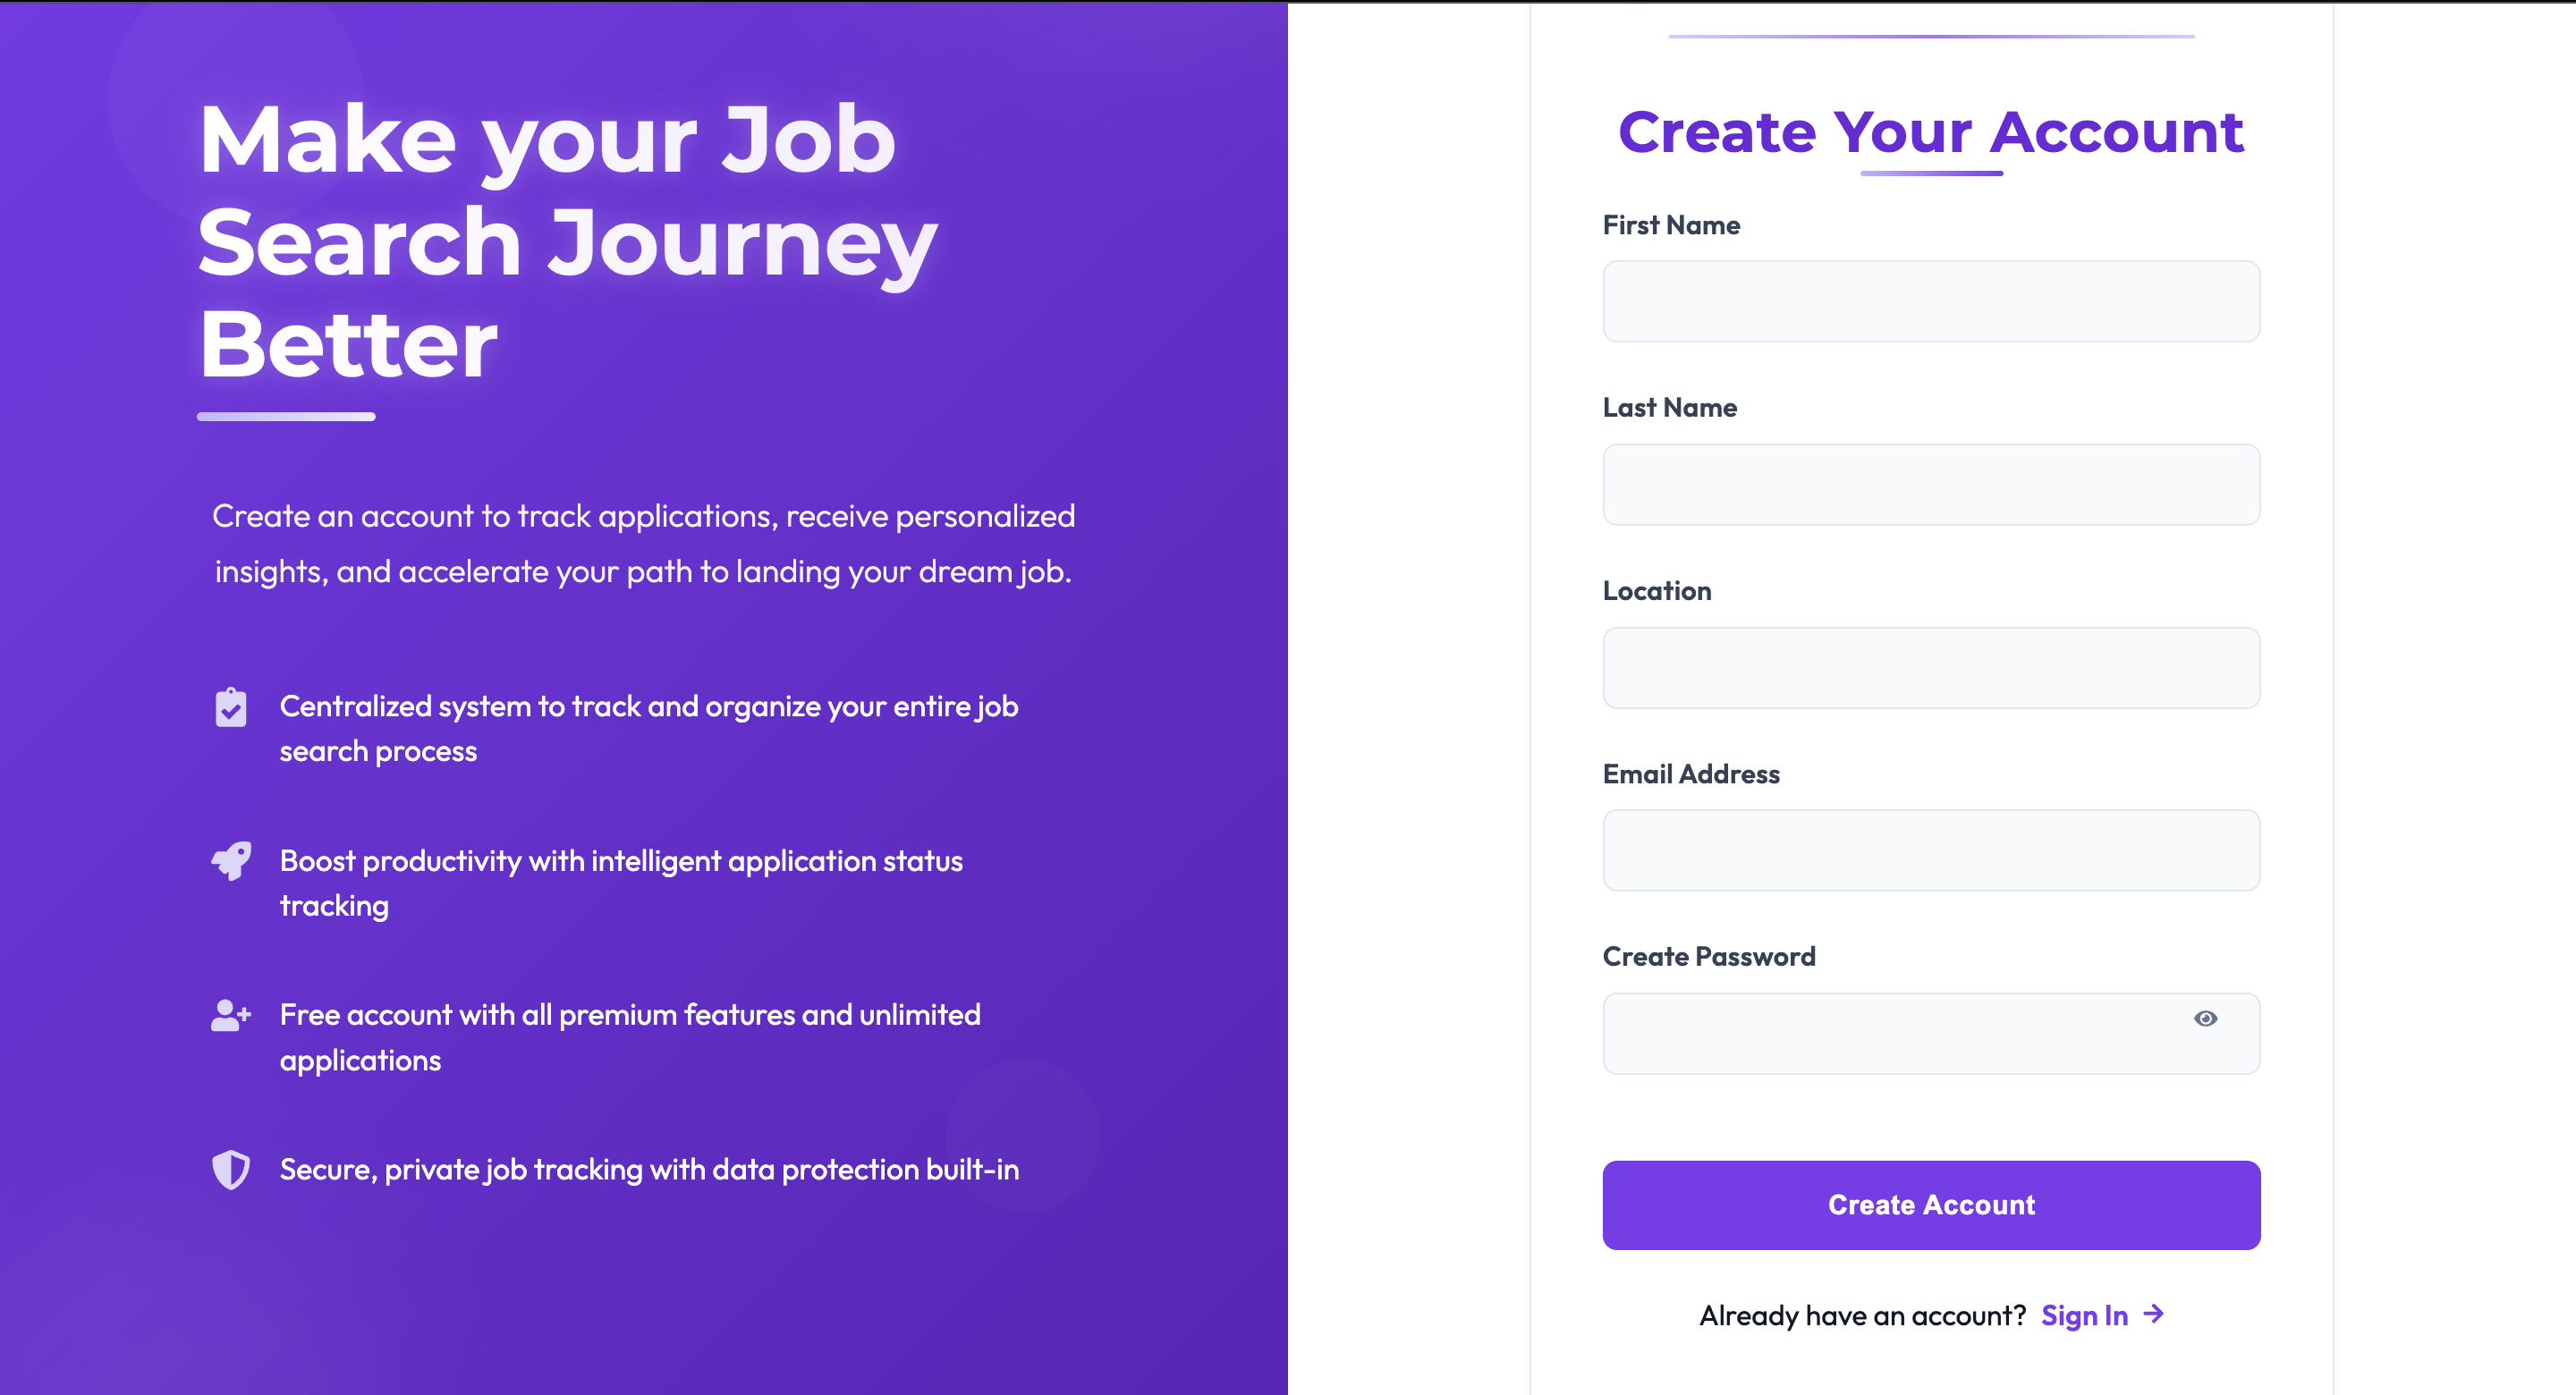 Make your Job
Search Journey
Better
Create an account to track applications, receive personalized
insights, and accelerate your path to landing your dream job.
Centralized system to track and organize your entire job
search process
Boost productivity with intelligent application status
tracking
Free account with all premium features and unlimited
applications
Secure, private job tracking with data protection built-in
Create Your Account
First Name
Last Name
Location
Email Address
Create Password
Create Account
Already have an account? Sign In →